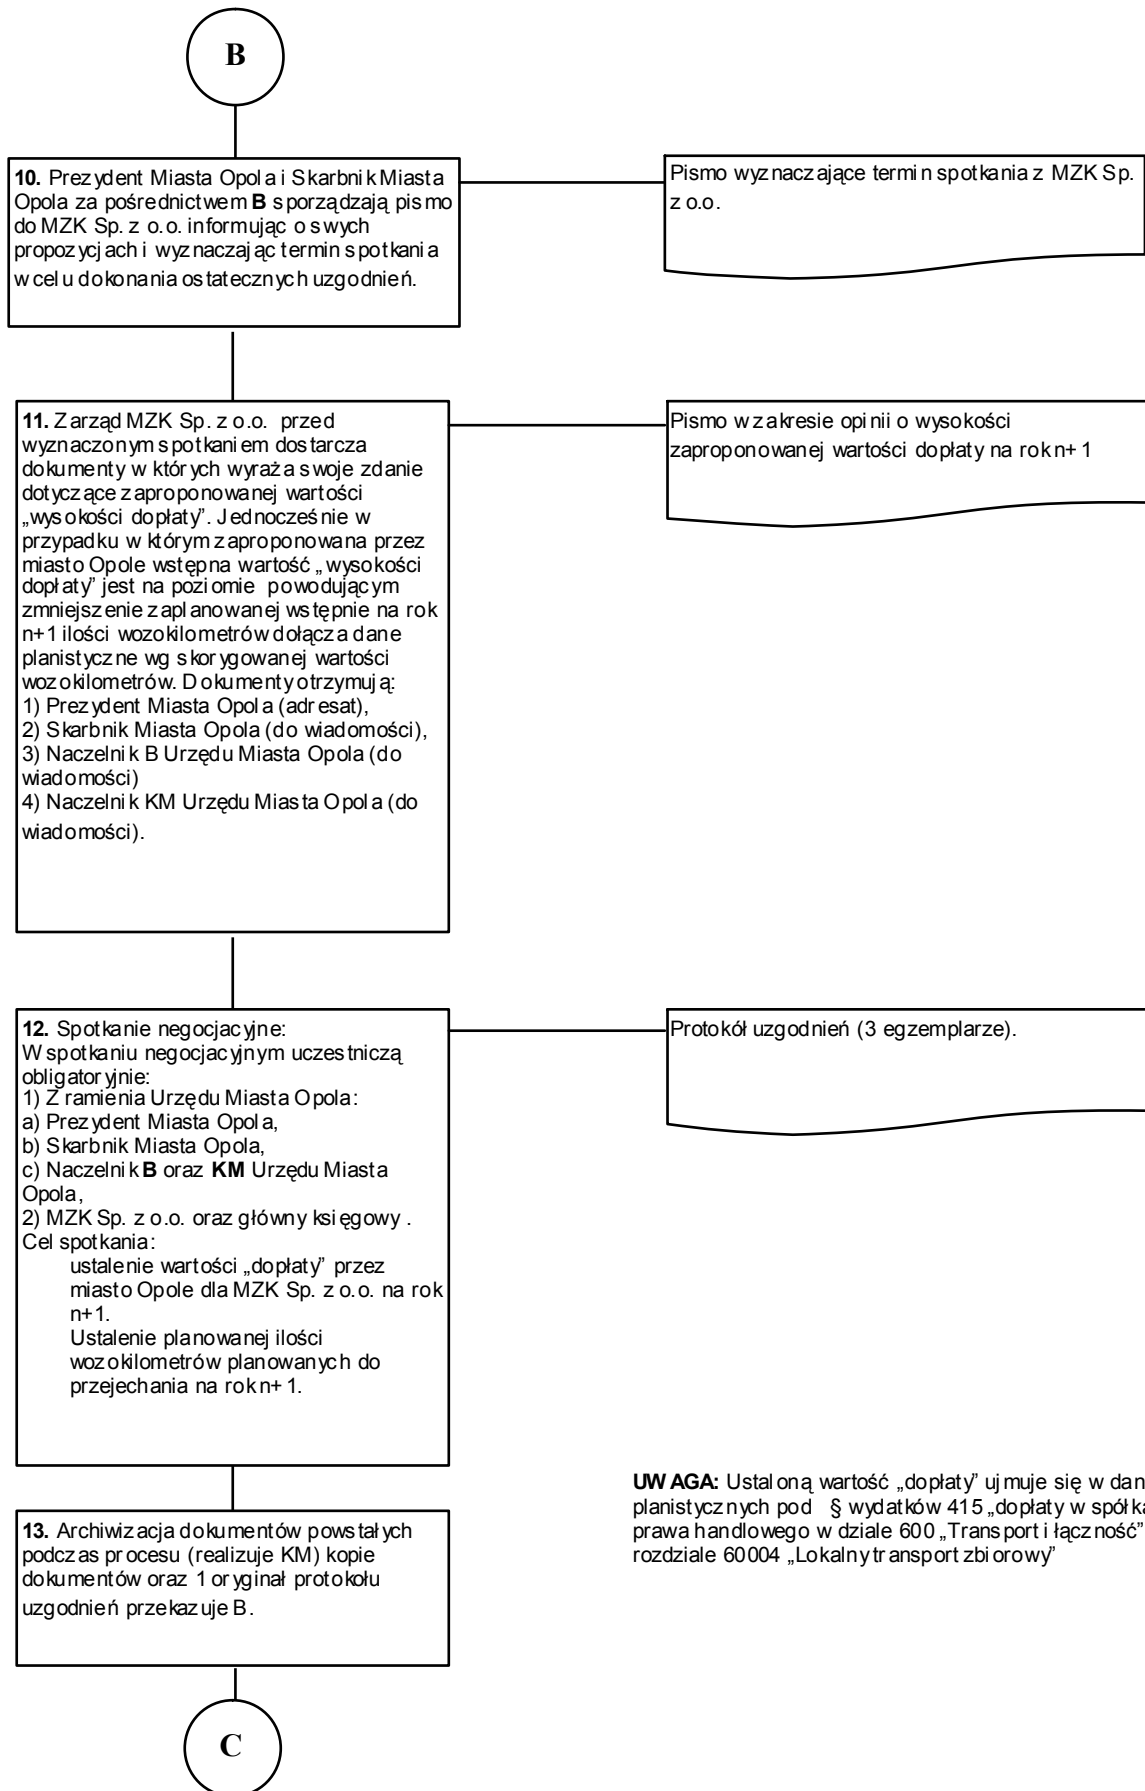 B
10. Prezydent Miasta Opola i Skarbnik Miasta
Opola za pośrednictwem B sporządzają pismo
do MZK Sp. z o.o. informując o swych
propozycjach i wyznaczając termin spotkania
w celu dokonania ostatecznych uzgodnień.
Pismo wyznaczające termin spotkania z MZK Sp.
z o.o.
11. Zarząd MZK Sp. z o.o. przed
wyznaczonym spotkaniem dostarcza
dokumenty w których wyraża swoje zdanie
dotyczące zaproponowanej wartości
„wysokości dopłaty”. Jednocześnie w
przypadku w którym zaproponowana przez
miasto Opole wstępna wartość „wysokości
dopłaty” jest na poziomie powodującym
zmniejszenie zaplanowanej wstępnie na rok
n+1 ilości wozokilometrów dołącza dane
planistyczne wg skorygowanej wartości
wozokilometrów. Dokumenty otrzymują:
1) Prezydent Miasta Opola (adresat),
2) Skarbnik Miasta Opola (do wiadomości),
3) Naczelnik B Urzędu Miasta Opola (do
wiadomości)
4) Naczelnik KM Urzędu Miasta Opola (do
wiadomości).
Pismo w zakresie opinii o wysokości
zaproponowanej wartości dopłaty na rok n+1
12. Spotkanie negocjacyjne:
W spotkaniu negocjacyjnym uczestniczą
obligatoryjnie:
1) Z ramienia Urzędu Miasta Opola:
a) Prezydent Miasta Opola,
b) Skarbnik Miasta Opola,
c) Naczelnik B oraz KM Urzędu Miasta
Opola,
2) MZK Sp. z o.o. oraz główny księgowy .
Cel spotkania:
ustalenie wartości „dopłaty” przez
miasto Opole dla MZK Sp. z o.o. na rok
n+1.
Ustalenie planowanej ilości
wozokilometrów planowanych do
przejechania na rok n+1.
Protokół uzgodnień (3 egzemplarze).
UWAGA: Ustaloną wartość „dopłaty” ujmuje się w dan
planistycznych pod § wydatków 415 „dopłaty w spółka
prawa handlowego w dziale 600 „Transport i łączność”
rozdziale 60004 „Lokalny transport zbiorowy”
13. Archiwizacja dokumentów powstałych
podczas procesu (realizuje KM) kopie
dokumentów oraz 1 oryginał protokołu
uzgodnień przekazuje B.
C